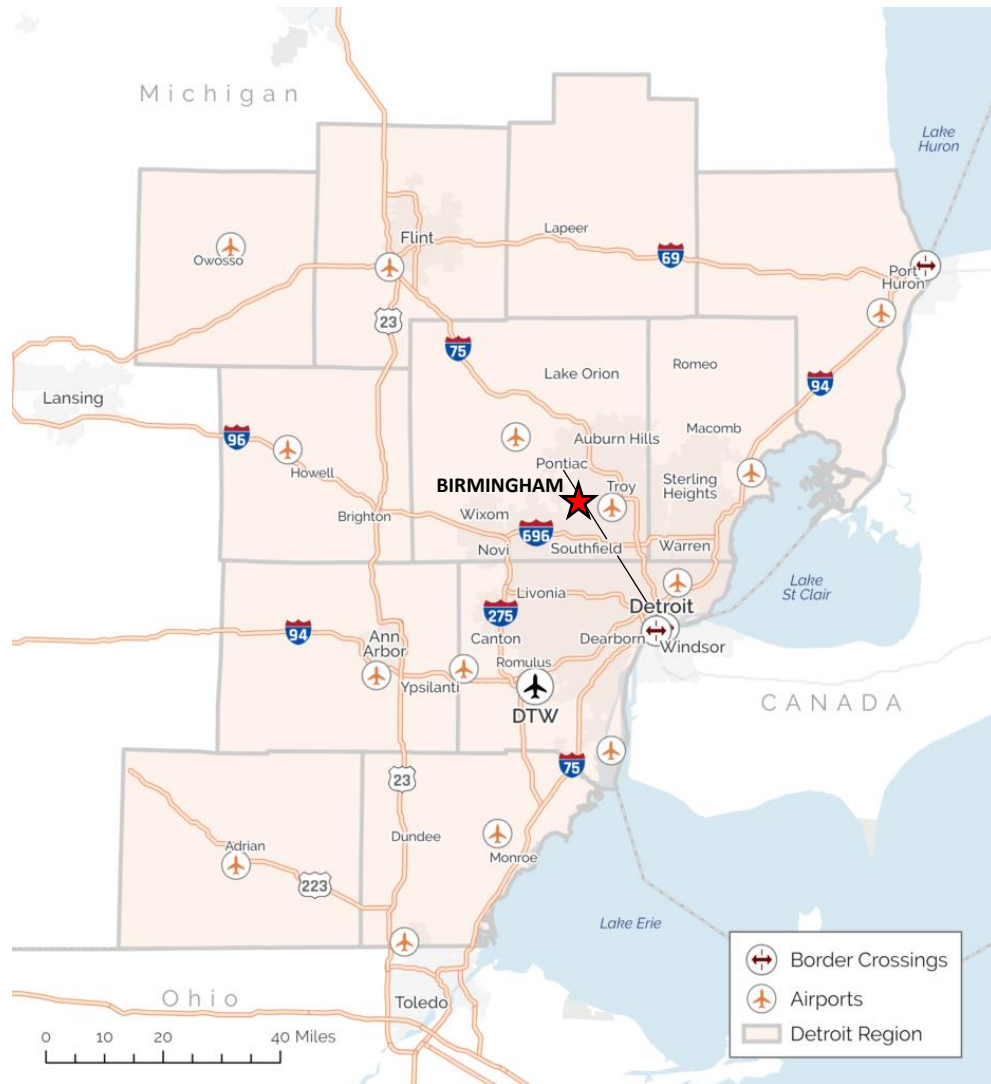 Michigan
Lake
Huron
Flint
Lapeer
Owosso
69
Port
Huron
23
75
Lake Orion
Romeo
94
Lansing
96
Auburn Hills
Macomb
Howell
Pontiac
BIRMINGHAM
Troy
Sterling
Heights
Brighton
Wixom
696
Novi
Southfield
Warren
Lake
St Clair
Livonia
275
Detroit
94
Ann
Arbor
Canton
Dearborn
Windsor
Romulus
Ypsilanti
DTW
CANADA
75
23
Dundee
Adrian
Monroe
223
Lake Erie
Ohio
Toledo
0 10 20 40 Miles
Border Crossings
Airports
Detroit Region